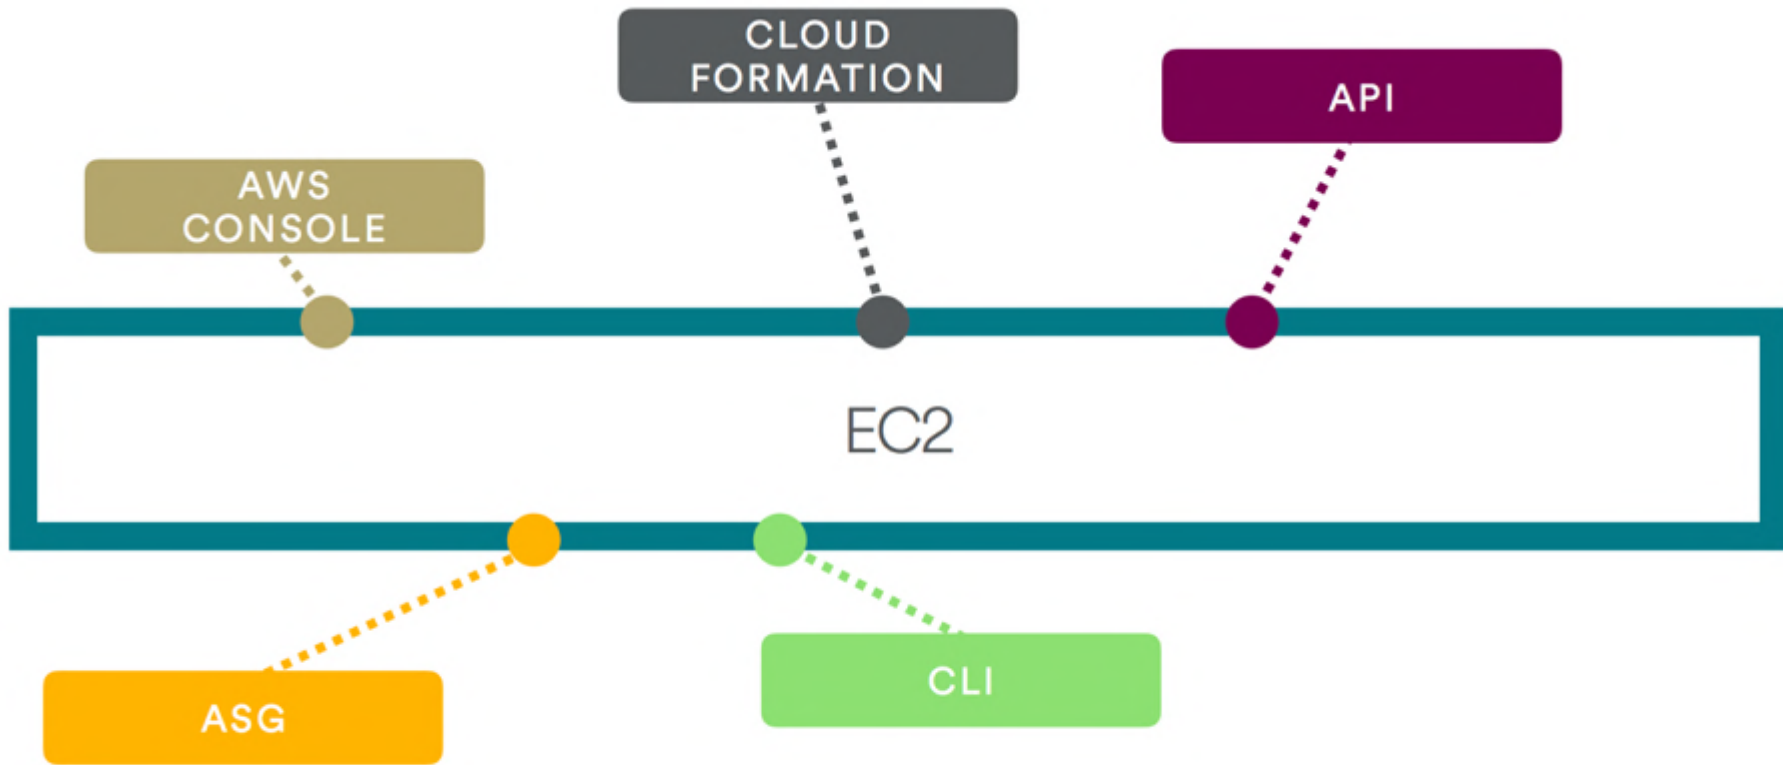 CLOUD
FORMATION
API
AWS
CONSOLE
EC2
CLI
ASG